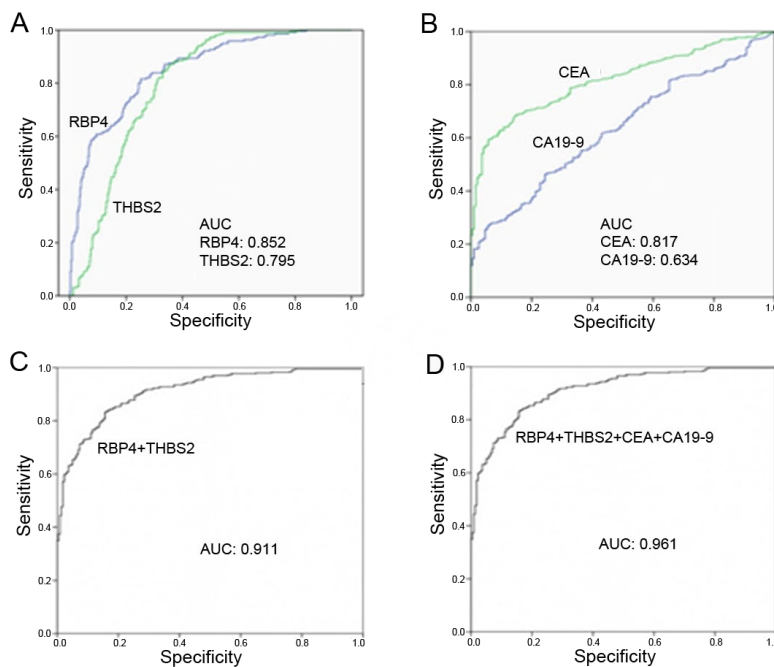 A
Sensitivity
1.0
0.8
0.6
0.4
0.2
0.0
RBP4
THBS2
AUC
RBP4: 0.852
THBS2: 0.795
0.0 0.2 0.4 0.6 0.8 1.0
Specificity
B
Sensitivity
1.0
0.8
0.6
0.4
0.2
0.0
CEA
CA19-9
AUC
CEA: 0.817
CA19-9: 0.634
0.0 0.2 0.4 0.6 0.8 1.0
Specificity
C
Sensitivity
1.0
0.8
0.6
0.4
0.2
0.0
RBP4+THBS2
AUC: 0.911
0.0 0.2 0.4 0.6 0.8 1.0
Specificity
D
Sensitivity
1.0
0.8
0.6
0.4
0.2
0.0
RBP4+THBS2+CEA+CA19-9
AUC: 0.961
0.0 0.2 0.4 0.6 0.8 1.0
Specificity